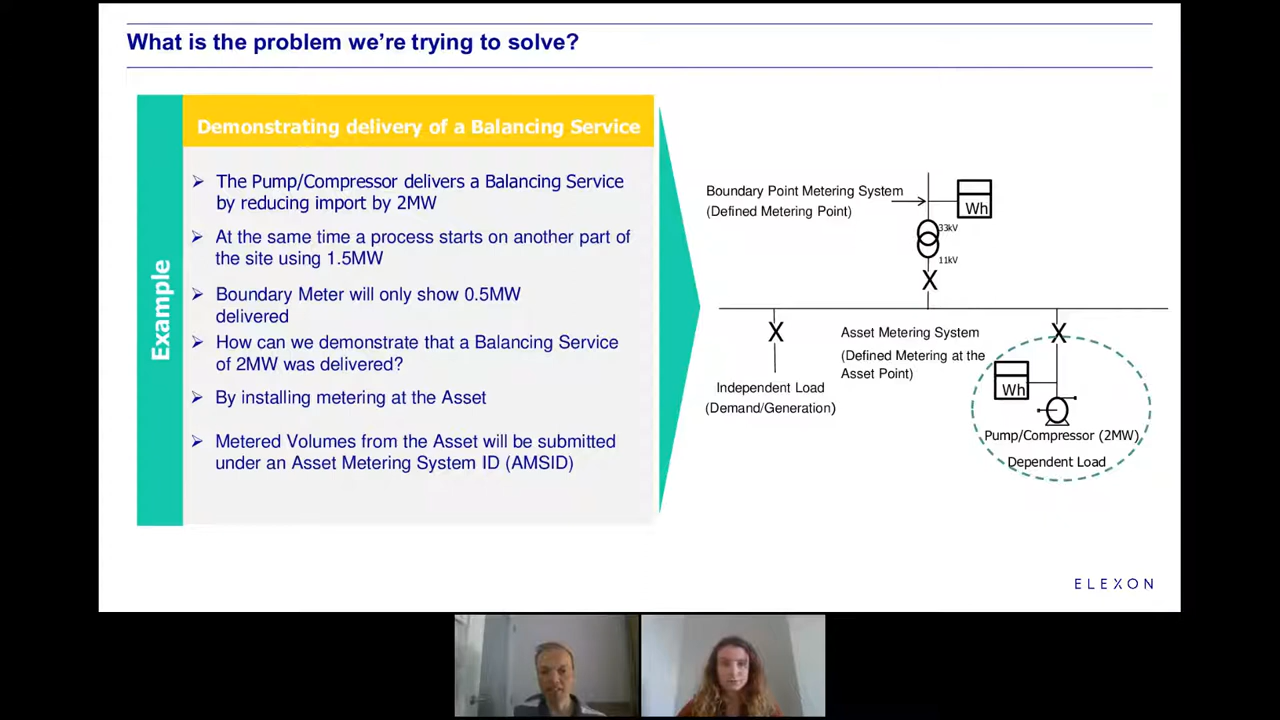 What is the problem we're trying to solve?
Example
Demonstrating delivery of a Balancing Service
The Pump/Compressor delivers a Balancing Service
by reducing import by 2MW
At the same time a process starts on another part of
the site using 1.5MW
Boundary Meter will only show 0.5MW
delivered
How can we demonstrate that a Balancing Service
of 2MW was delivered?
By installing metering at the Asset
Metered Volumes from the Asset will be submitted
under an Asset Metering System ID (AMSID)
Boundary Point Metering System
(Defined Metering Point)
Wh
33kV
11kV
X
X
X
Asset Metering System
(Defined Metering at the
Asset Point)
Wh
Independent Load
(Demand/Generation)
Pump/Compressor (2MW)
Dependent Load
ELEXON